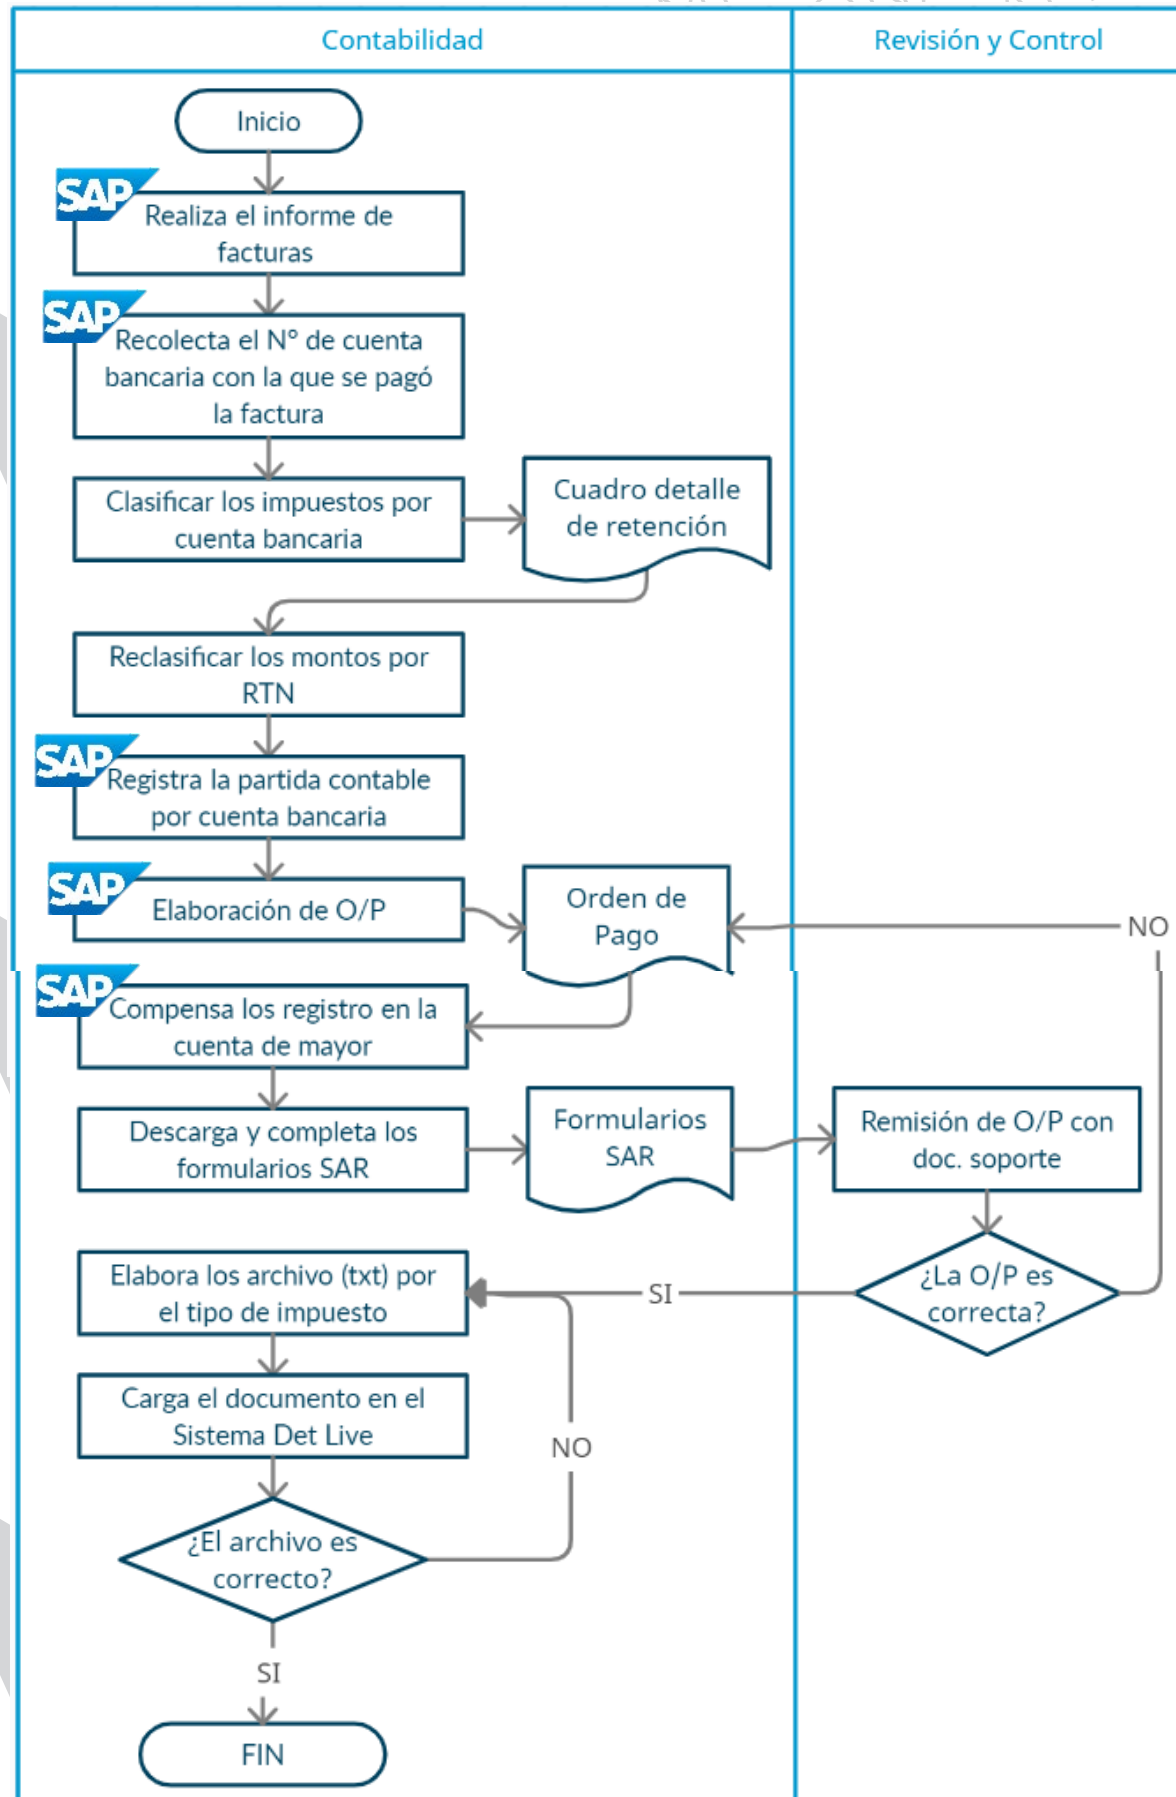 Contabilidad
Revisión y Control
Inicio
SAP
Realiza el informe de
facturas
SAP
Recolecta el N° de cuenta
bancaria con la que se pagó
la factura
Clasificar los impuestos por
cuenta bancaria
Cuadro detalle
de retención
Reclasificar los montos por
RTN
SAP
Registra la partida contable
por cuenta bancaria
SAP
Elaboración de O/P
Orden de
Pago
NO
SAP
Compensa los registro en la
cuenta de mayor
Descarga y completa los
formularios SAR
Formularios
SAR
Remisión de O/P con
doc. soporte
¿La O/P es
correcta?
SI
Elabora los archivo (txt) por
el tipo de impuesto
Carga el documento en el
Sistema Det Live
NO
¿El archivo es
correcto?
SI
FIN